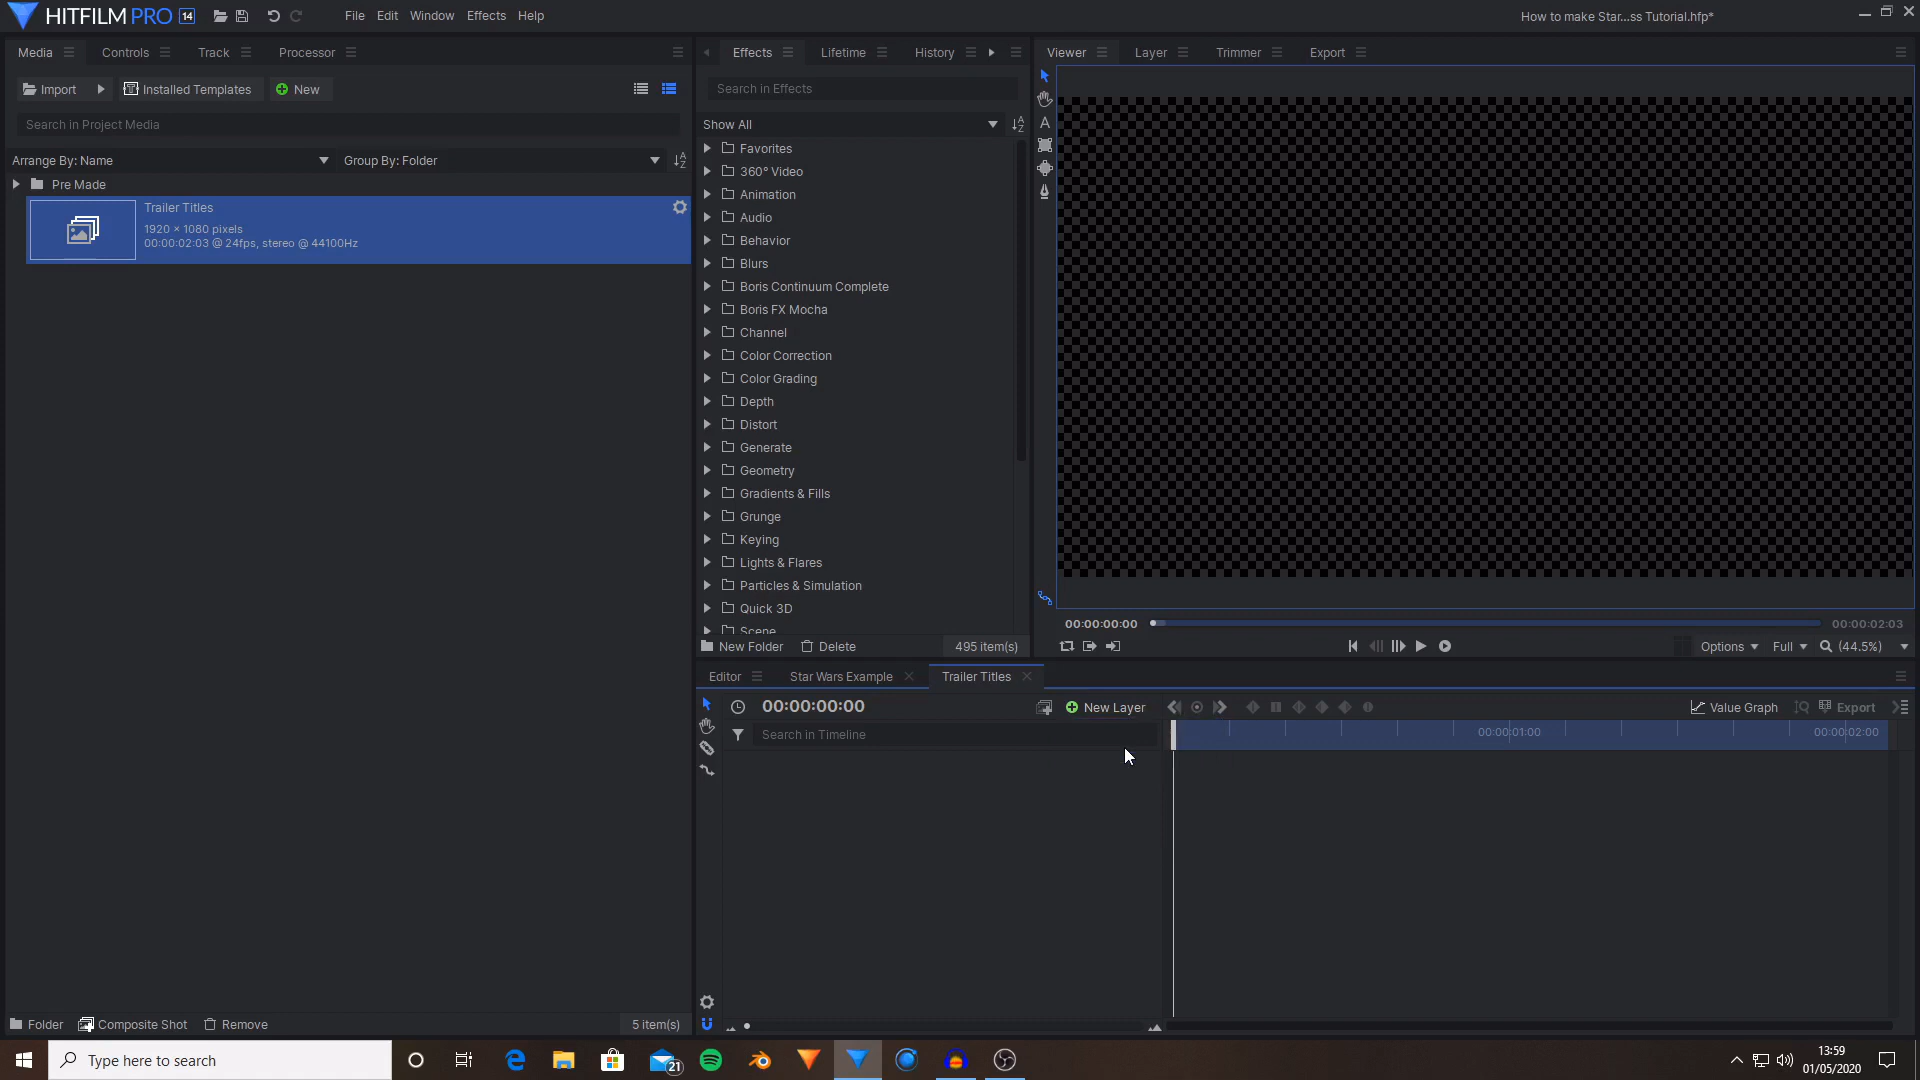 HITFILM PRO 14
File Edit Window Effects Help
How to make Star...ss Tutorial.hfp*
Media Controls Track Processor
Effects Lifetime History
Viewer Layer Trimmer Export
Import Installed Templates New
Search in Project Media
Arrange By: Name Group By: Folder
Pre Made
Trailer Titles
1920 × 1080 pixels
00:00:02:03 @ 24fps, stereo @ 44100Hz
Search in Effects
Show All
Favorites
360° Video
Animation
Audio
Behavior
Blurs
Boris Continuum Complete
Boris FX Mocha
Channel
Color Correction
Color Grading
Depth
Distort
Generate
Geometry
Gradients & Fills
Grunge
Keying
Lights & Flares
Particles & Simulation
Quick 3D
Scene
New Folder Delete 495 item(s)
A
00:00:00:00 00:00:02:03
Options Full (44.5%)
Editor Star Wars Example Trailer Titles
00:00:00:00 New Layer Value Graph Export
Search in Timeline
00:00:01:00 00:00:02:00
Folder Composite Shot Remove 5 item(s)
Type here to search
21
13:59
01/05/2020